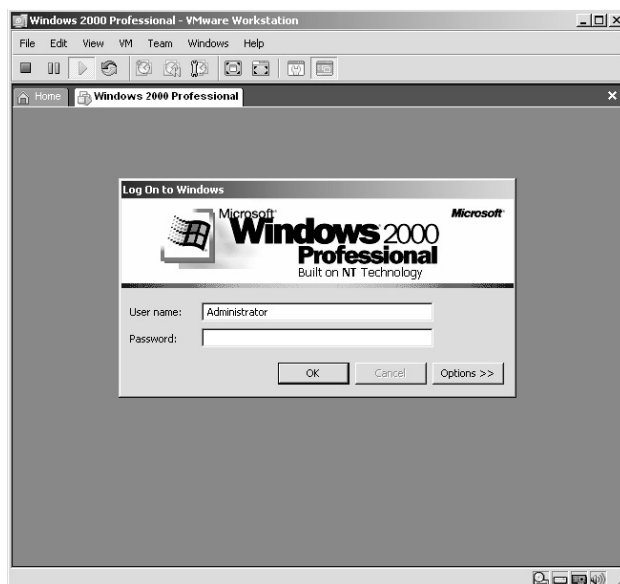 Windows 2000 Professional - VMware Workstation
File Edit View VM Team Windows Help
Home Windows 2000 Professional
Log On to Windows
Microsoft Microsoft
Windows 2000
Professional
Built on NT Technology
User name: Administrator
Password:
OK Cancel Options >>